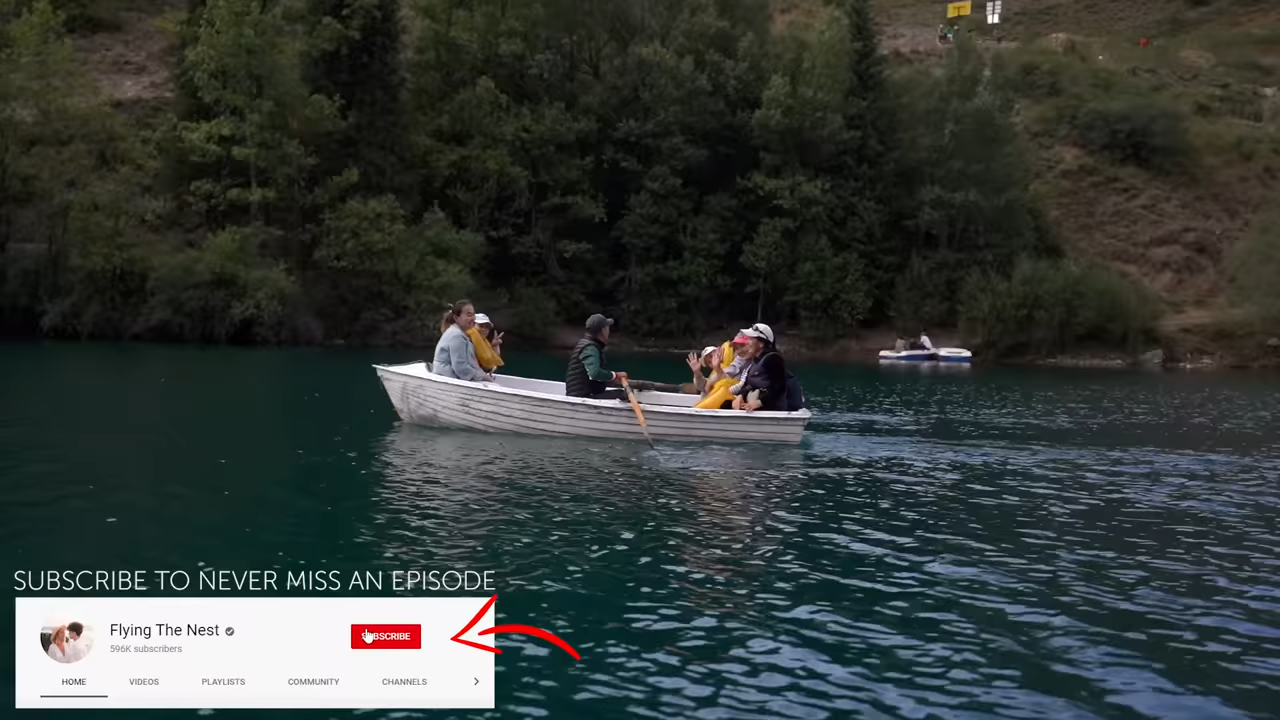 SUBSCRIBE TO NEVER MISS AN EPISODE
Flying The Nest
596K subscribers
SUBSCRIBE
HOME VIDEOS PLAYLISTS COMMUNITY CHANNELS